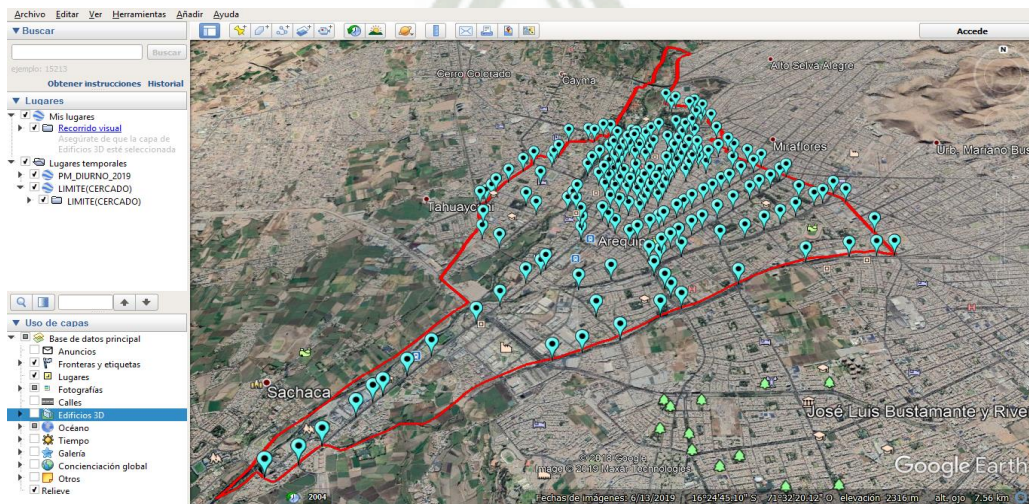 Archivo Editar Ver Herramientas Añadir Ayuda
▼ Buscar
Buscar
ejemplo: 15213
Obtener instrucciones Historial
▼ Lugares
Mis lugares
Recorrido visual
Asegúrate de que la capa de
Edificios 3D esté seleccionada
Lugares temporales
PM_DIURNO_2019
LIMITE(CERCADO)
LIMITE(CERCADO)
▼ Uso de capas
Base de datos principal
Anuncios
Fronteras y etiquetas
Lugares
Fotografías
Calles
Edificios 3D
Océano
Tiempo
Galería
Concienciación global
Otros
Relieve
Accede
N
Cerro Colorado
Cayma
Alto Selva Alegre
Miraflores
Urb. Mariano Bus
Tahuaycani
Arequip
Sachaca
José Luis Bustamante y Rive
© 2018 Google
Image © 2019 Maxar Technologies
Google Earth
2004
Fechas de imágenes: 6/13/2019 16°24'45.10" S 71°32'20.12" O elevación 2316 m alt. ojo 7.56 km